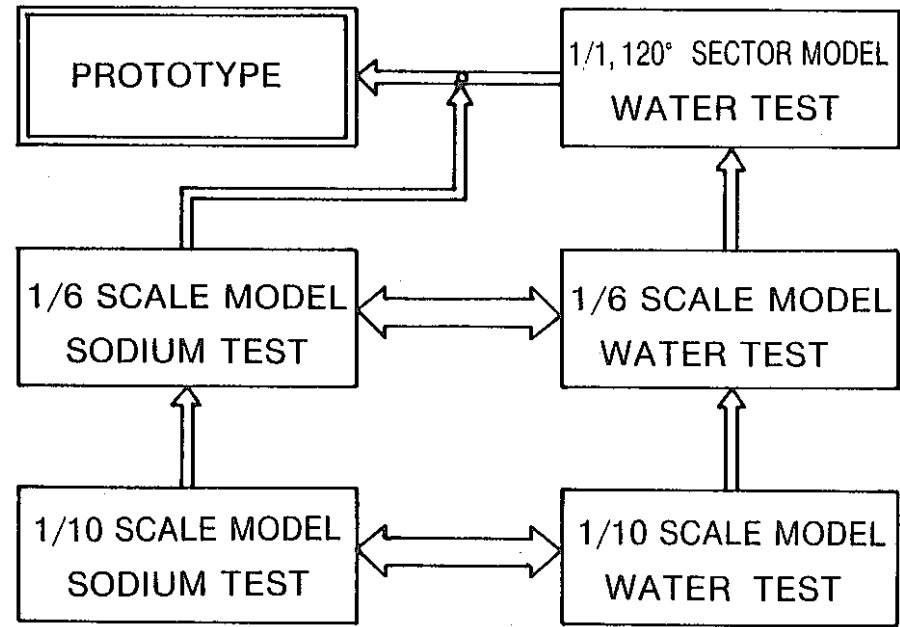 PROTOTYPE
1/1, 120° SECTOR MODEL
WATER TEST
1/6 SCALE MODEL
SODIUM TEST
1/6 SCALE MODEL
WATER TEST
1/10 SCALE MODEL
SODIUM TEST
1/10 SCALE MODEL
WATER TEST